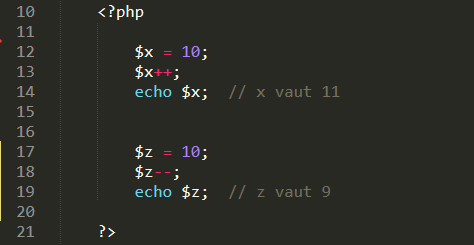 10 <?php
11
12 $x = 10;
13 $x++;
14 echo $x; // x vaut 11
15
16
17 $z = 10;
18 $z--;
19 echo $z; // z vaut 9
20
21 ?>